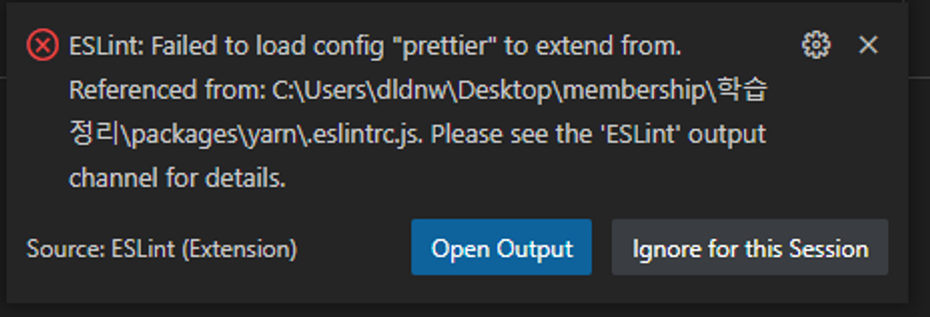 ESLint: Failed to load config "prettier" to extend from.
Referenced from: C:\Users\dldnw\Desktop\membership\학습
정리\packages\yarn\.eslintrc.js. Please see the 'ESLint' output
channel for details.
Source: ESLint (Extension)
Open Output
Ignore for this Session